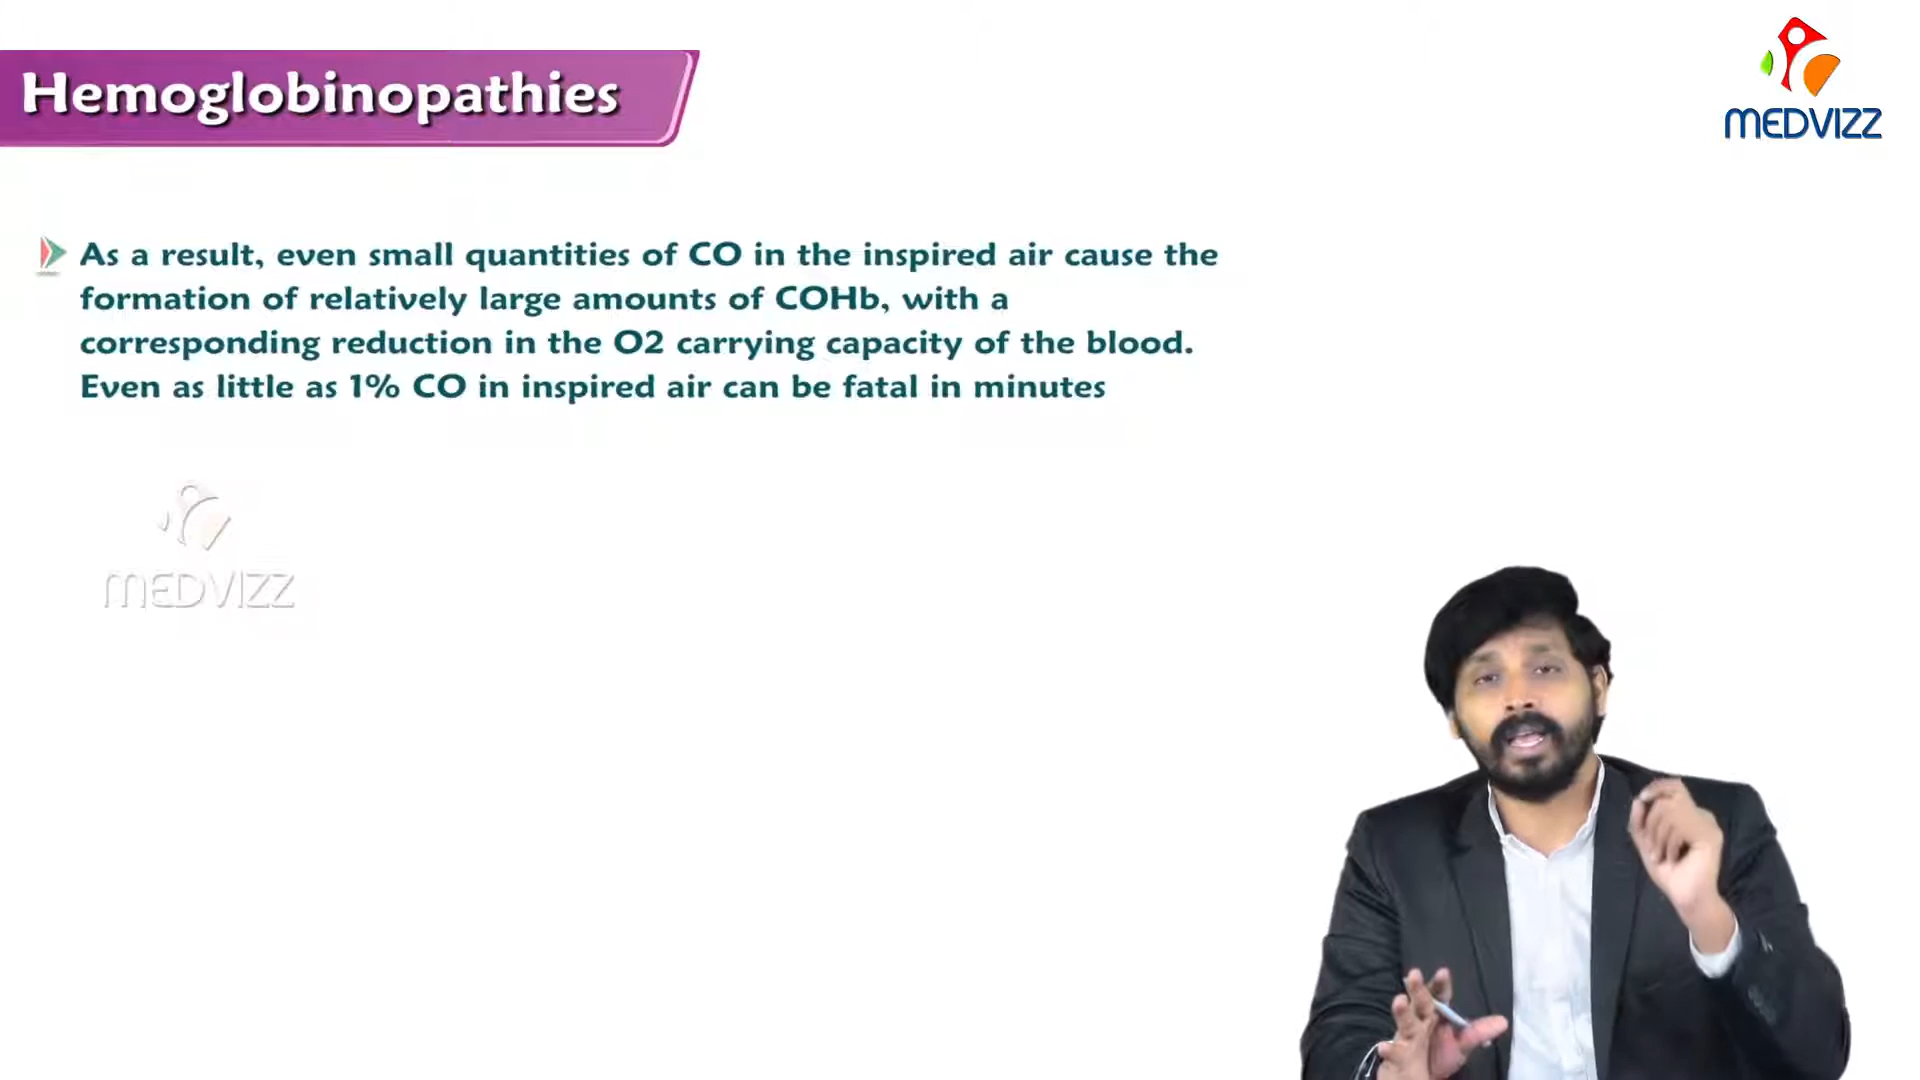 Hemoglobinopathies
MEDVIZZ
As a result, even small quantities of CO in the inspired air cause the
formation of relatively large amounts of COHb, with a
corresponding reduction in the O2 carrying capacity of the blood.
Even as little as 1% CO in inspired air can be fatal in minutes
MEDVIZZ